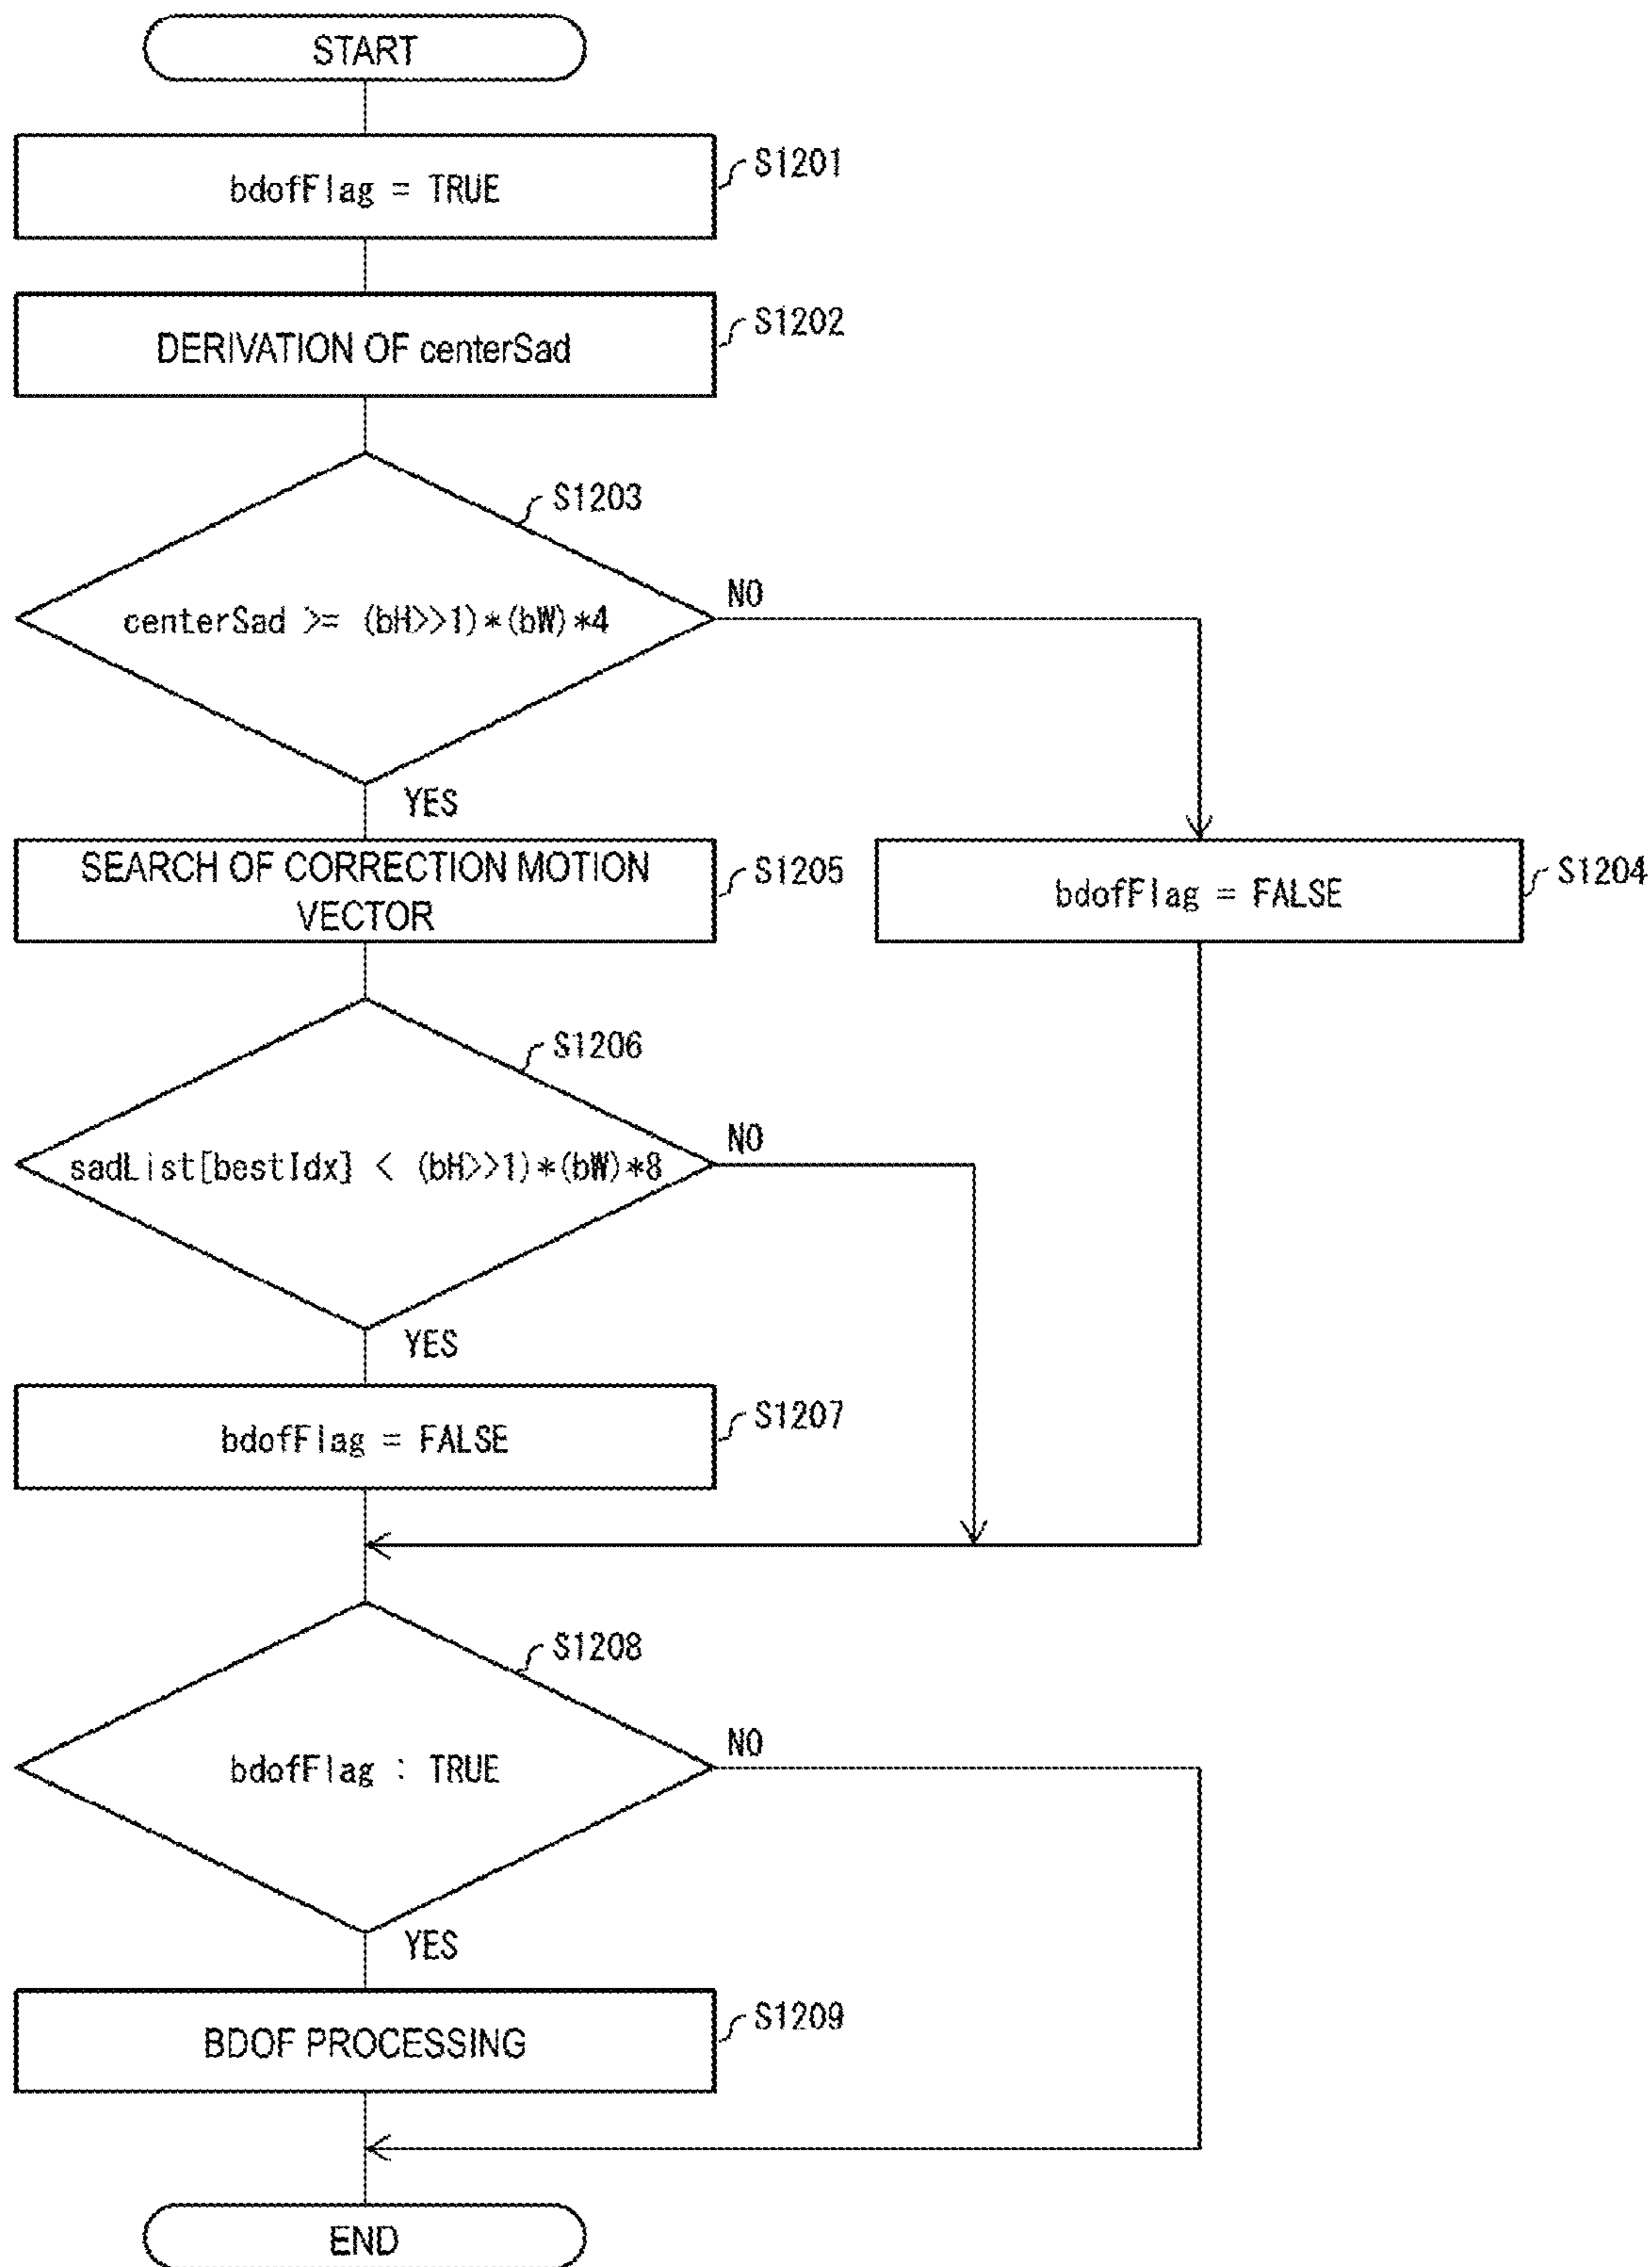 START
bdofFlag = TRUE
S1201
DERIVATION OF centerSad
S1202
S1203
centerSad >= (bH>>1)*(bW)*4
NO
YES
SEARCH OF CORRECTION MOTION
VECTOR
S1205
bdofFlag = FALSE
S1204
S1206
sadList[bestIdx] < (bH>>1)*(bW)*8
NO
YES
bdofFlag = FALSE
S1207
S1208
bdofFlag : TRUE
NO
YES
BDOF PROCESSING
S1209
END